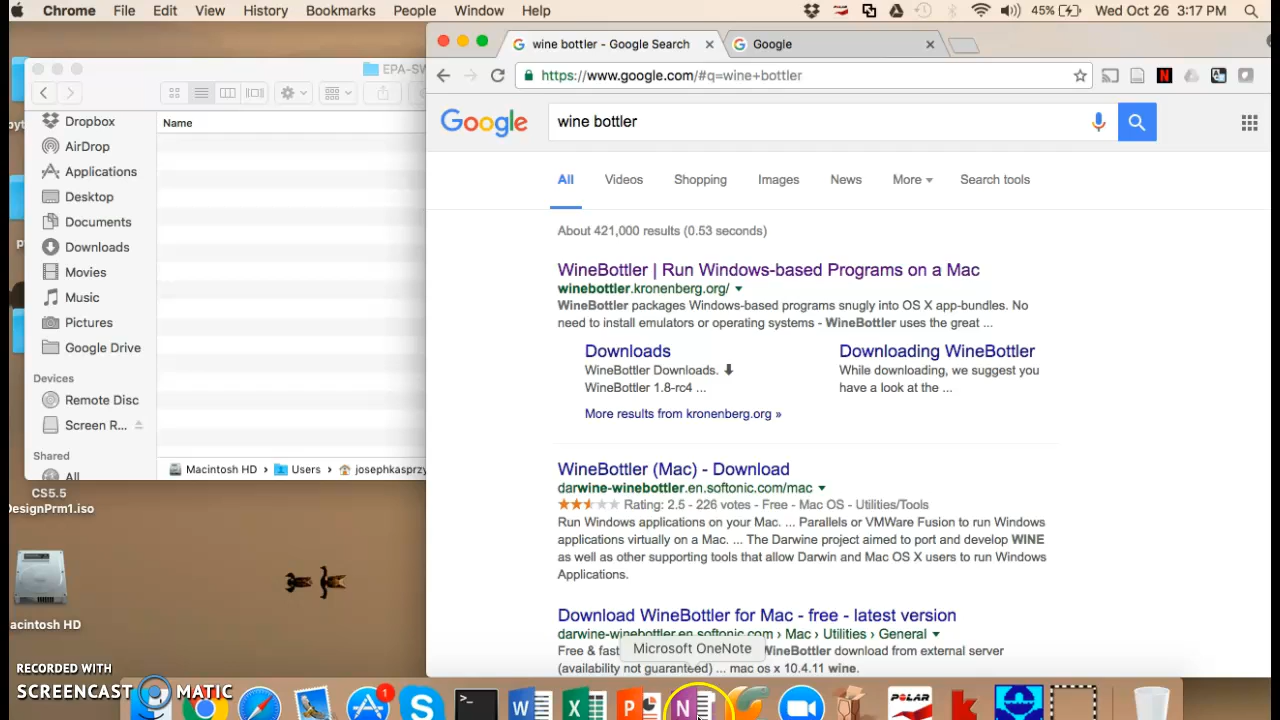 Chrome File Edit View History Bookmarks People Window Help 45% Wed Oct 26 3:17 PM
wine bottler - Google Search
Google
https://www.google.com/#q=wine+bottler
EPA-SW
Name
Dropbox
AirDrop
Applications
Desktop
Documents
Downloads
Movies
Music
Pictures
Google Drive
Devices
Remote Disc
Screen R...
Shared
All
Macintosh HD Users josephkasprzy
CS5.5
DesignPrm1.iso
acintosh HD
Google
wine bottler
All Videos Shopping Images News More Search tools
About 421,000 results (0.53 seconds)
WineBottler | Run Windows-based Programs on a Mac
winebottler.kronenberg.org/
WineBottler packages Windows-based programs snugly into OS X app-bundles. No
need to install emulators or operating systems - WineBottler uses the great ...
Downloads
WineBottler Downloads.
WineBottler 1.8-rc4 ...
Downloading WineBottler
While downloading, we suggest you
have a look at the ...
More results from kronenberg.org »
WineBottler (Mac) - Download
darwine-winebottler.en.softonic.com/mac
Rating: 2.5 - 226 votes - Free - Mac OS - Utilities/Tools
Run Windows applications on your Mac. ... Parallels or VMWare Fusion to run Windows
applications virtually on a Mac. ... The Darwine project aimed to port and develop WINE
as well as other supporting tools that allow Darwin and Mac OS X users to run Windows
Applications.
Download WineBottler for Mac - free - latest version
darwine-winebottler.en.softonic.com › Mac › Utilities › General
Free & fast WineBottler download from external server
(availability not guaranteed) ... mac os x 10.4.11 wine.
Microsoft OneNote
RECORDED WITH
SCREENCAST MATIC
1
W
X
P
N
POLAR